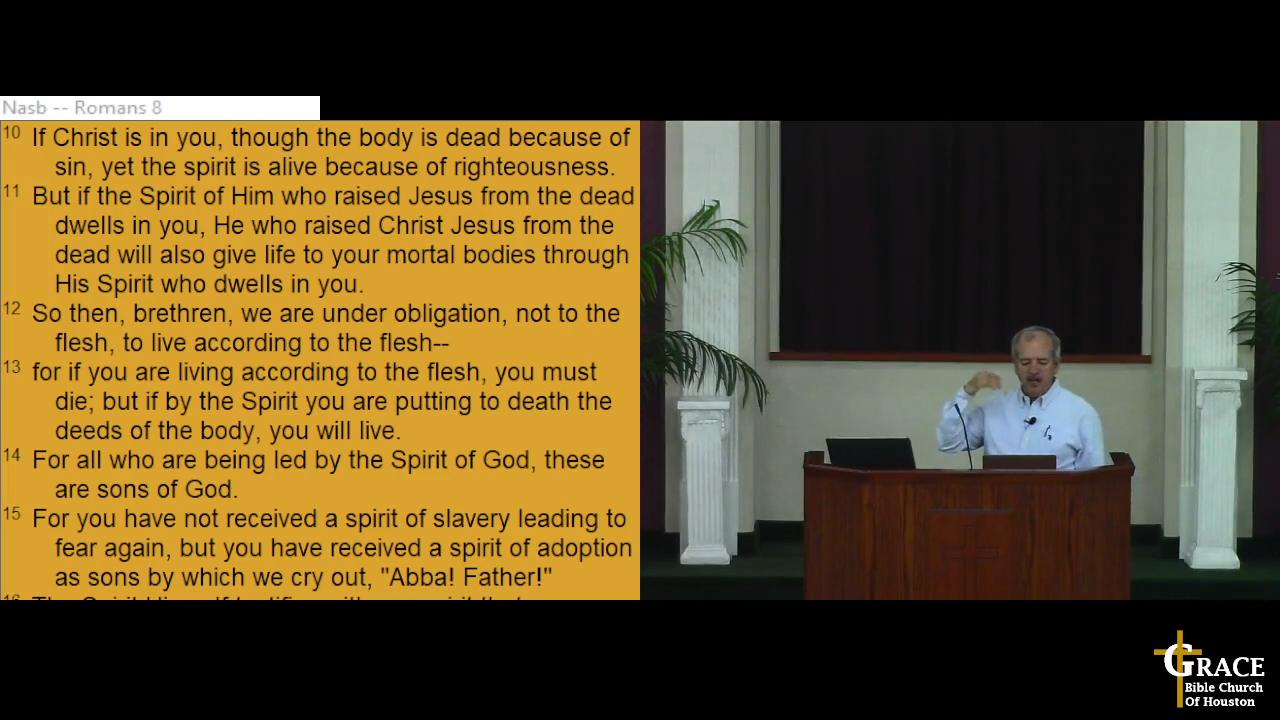 Nasb -- Romans 8
10 If Christ is in you, though the body is dead because of
sin, yet the spirit is alive because of righteousness.
11 But if the Spirit of Him who raised Jesus from the dead
dwells in you, He who raised Christ Jesus from the
dead will also give life to your mortal bodies through
His Spirit who dwells in you.
12 So then, brethren, we are under obligation, not to the
flesh, to live according to the flesh--
13 for if you are living according to the flesh, you must
die; but if by the Spirit you are putting to death the
deeds of the body, you will live.
14 For all who are being led by the Spirit of God, these
are sons of God.
15 For you have not received a spirit of slavery leading to
fear again, but you have received a spirit of adoption
as sons by which we cry out, "Abba! Father!"
GRACE
Bible Church
Of Houston